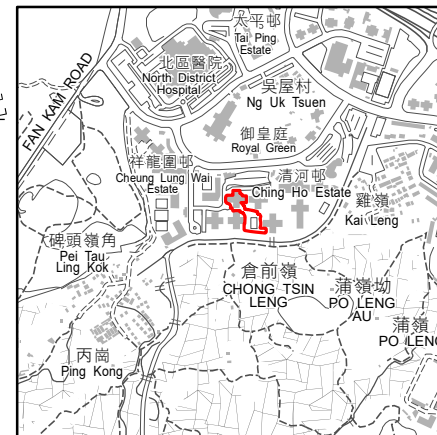 太平邨
Tai Ping
Estate
北區醫院
North District
Hospital
吳屋村
Ng Uk Tsuen
FAN KAM ROAD
御皇庭
Royal Green
祥龍圍邨
Cheung Lung Wai
Estate
清河邨
Ching Ho Estate
雞嶺
Kai Leng
碑頭嶺角
Pei Tau
Ling Kok
倉前嶺
CHONG TSIN
LENG
蒲嶺坳
PO LENG
AU
蒲嶺
PO LENG
丙崗
Ping Kong